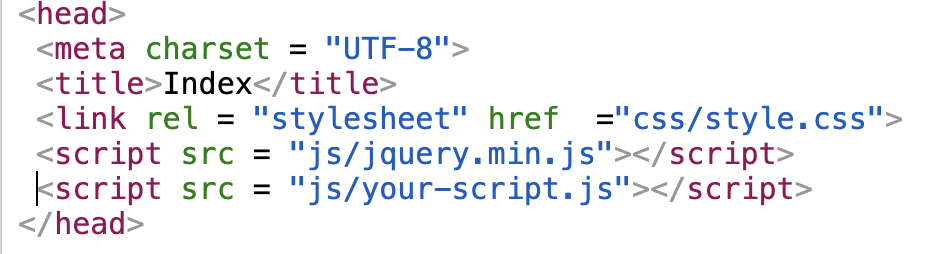 <head>
<meta charset = "UTF-8">
<title>Index</title>
<link rel = "stylesheet" href  ="css/style.css">
<script src = "js/jquery.min.js"></script>
<script src = "js/your-script.js"></script>
</head>